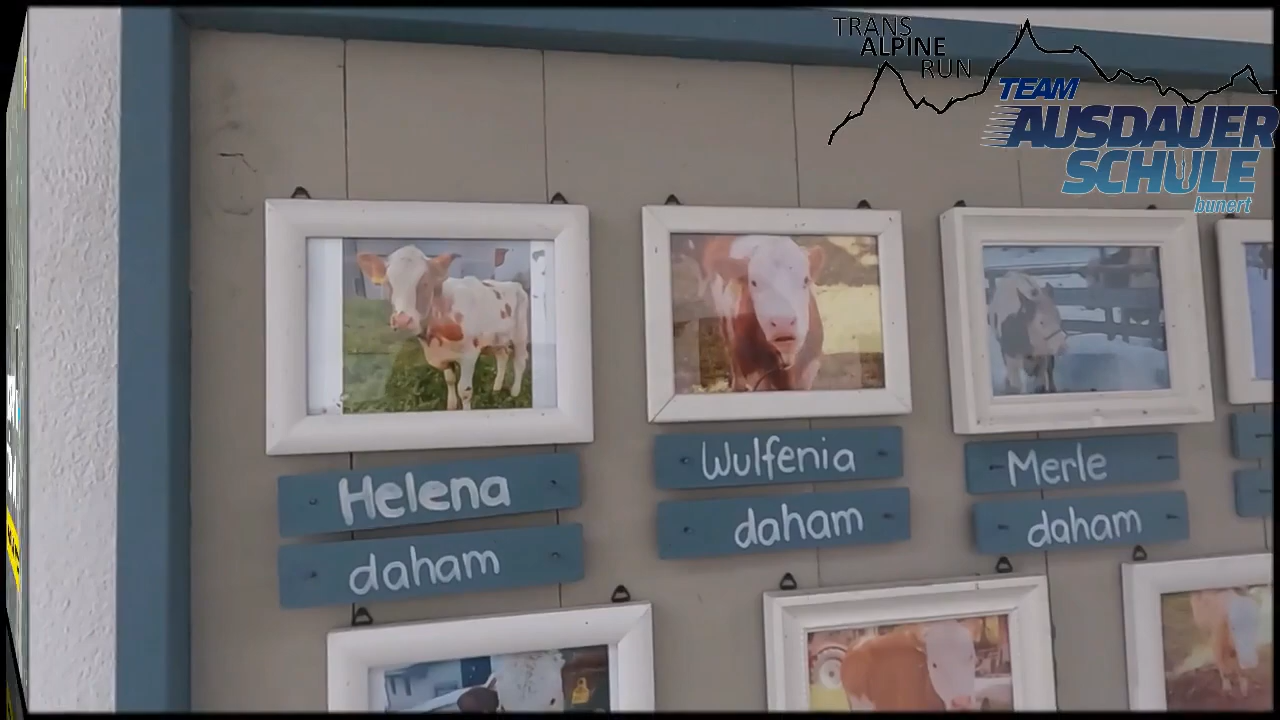 TRANS
ALPINE
RUN
TEAM
AUSDAUER
SCHULE
bunert
Helena
daham
Wulfenia
daham
Merle
daham